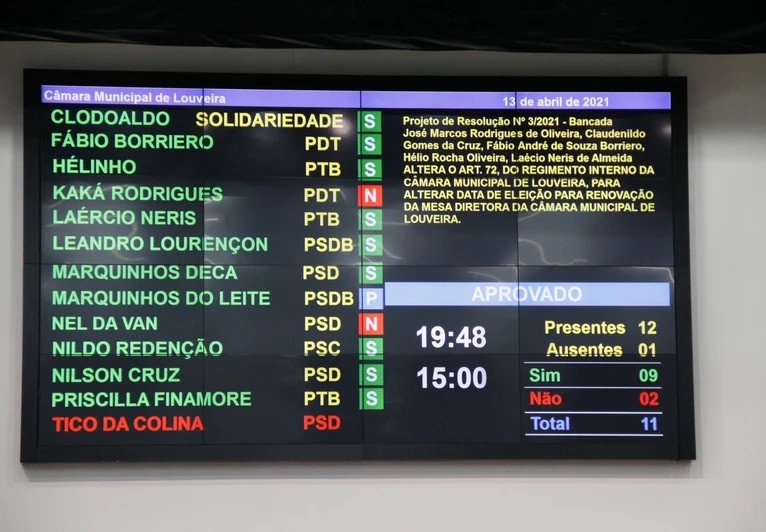 Câmara Municipal de Louveira 13 de abril de 2021
CLODOALDO SOLIDARIEDADE S
FÁBIO BORRIERO PDT S
HÉLINHO PTB S
KAKÁ RODRIGUES PDT N
LAÉRCIO NERIS PTB S
LEANDRO LOURENÇON PSDB S
MARQUINHOS DECA PSD S
MARQUINHOS DO LEITE PSDB P
NEL DA VAN PSD N
NILDO REDENÇÃO PSC S
NILSON CRUZ PSD S
PRISCILLA FINAMORE PTB S
TICO DA COLINA PSD
Projeto de Resolução Nº 3/2021 - Bancada
José Marcos Rodrigues de Oliveira, Claudenildo
Gomes da Cruz, Fábio André de Souza Borriero,
Hélio Rocha Oliveira, Laécio Neris de Almeida
ALTERA O ART. 72, DO REGIMENTO INTERNO DA
CÂMARA MUNICIPAL DE LOUVEIRA, PARA
ALTERAR DATA DE ELEIÇÃO PARA RENOVAÇÃO
DA MESA DIRETORA DA CÂMARA MUNICIPAL DE
LOUVEIRA.
APROVADO
19:48
15:00
Presentes 12
Ausentes 01
Sim 09
Não 02
Total 11